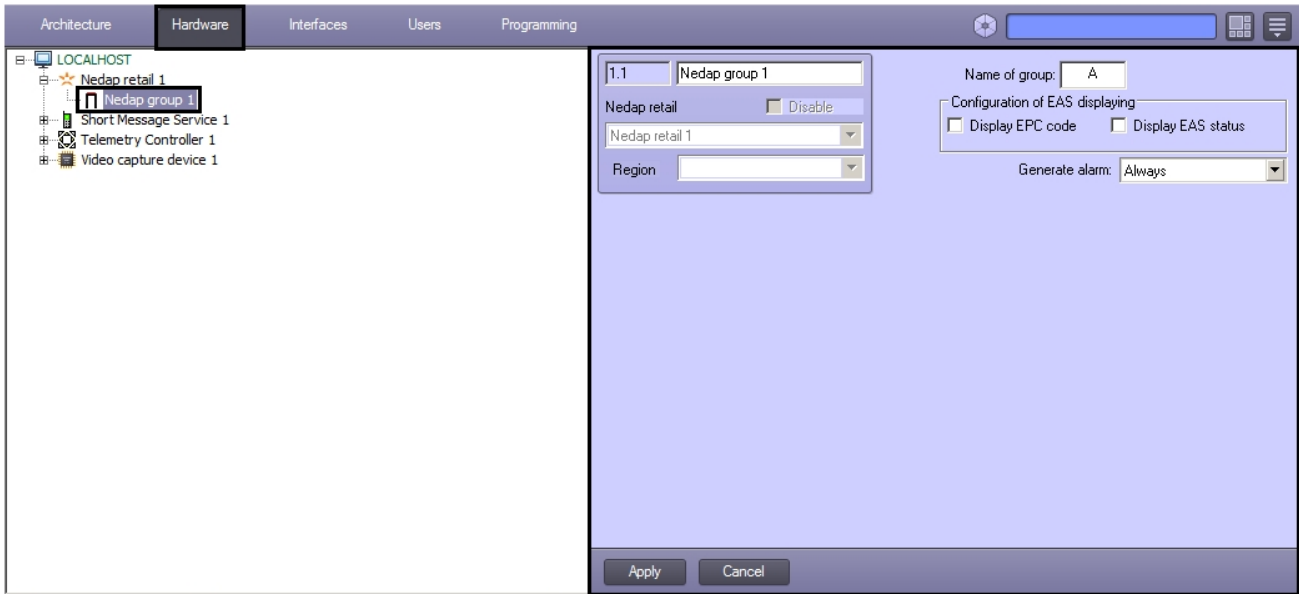 Architecture Hardware Interfaces Users Programming
LOCALHOST
Nedap retail 1
Nedap group 1
Short Message Service 1
Telemetry Controller 1
Video capture device 1
1.1 Nedap group 1
Nedap retail Disable
Nedap retail 1
Region
Name of group: A
Configuration of EAS displaying
Display EPC code Display EAS status
Generate alarm: Always
Apply Cancel